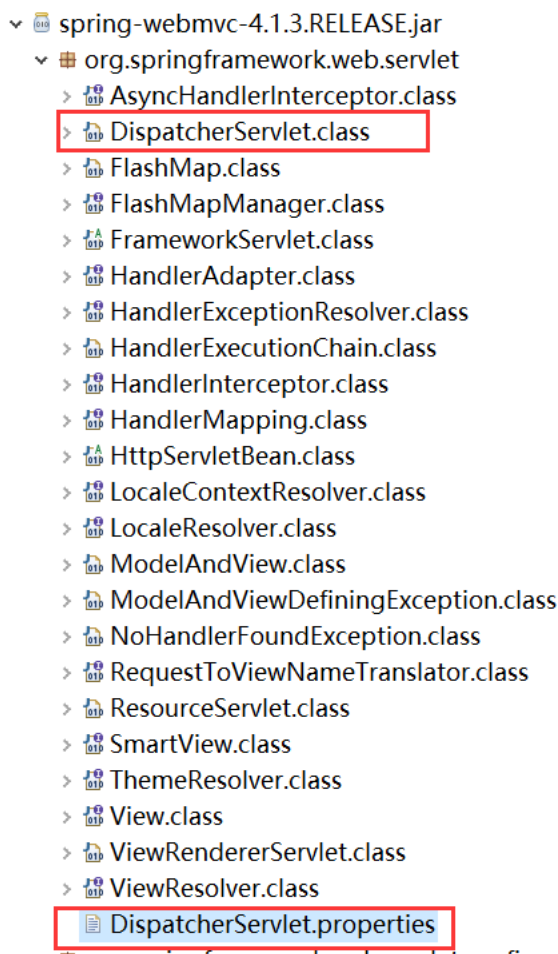 spring-webmvc-4.1.3.RELEASE.jar
org.springframework.web.servlet
AsyncHandlerInterceptor.class
DispatcherServlet.class
FlashMap.class
FlashMapManager.class
FrameworkServlet.class
HandlerAdapter.class
HandlerExceptionResolver.class
HandlerExecutionChain.class
HandlerInterceptor.class
HandlerMapping.class
HttpServletBean.class
LocaleContextResolver.class
LocaleResolver.class
ModelAndView.class
ModelAndViewDefiningException.class
NoHandlerFoundException.class
RequestToViewNameTranslator.class
ResourceServlet.class
SmartView.class
ThemeResolver.class
View.class
ViewRendererServlet.class
ViewResolver.class
DispatcherServlet.properties